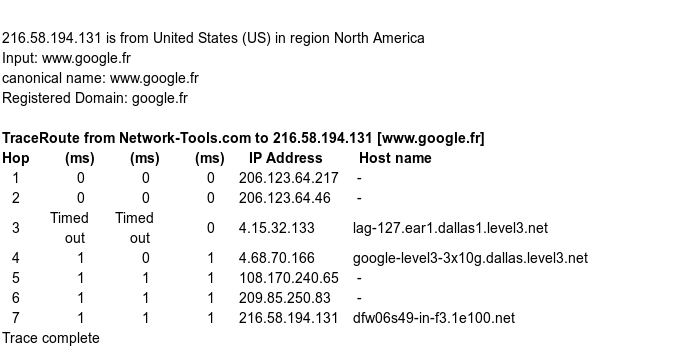 216.58.194.131 is from United States (US) in region North America
Input: www.google.fr
canonical name: www.google.fr
Registered Domain: google.fr
TraceRoute from Network-Tools.com to 216.58.194.131 [www.google.fr]
Hop (ms) (ms) (ms) IP Address Host name
1 0 0 0 206.123.64.217 -
2 0 0 0 206.123.64.46 -
3 Timed out Timed out 0 4.15.32.133 lag-127.ear1.dallas1.level3.net
4 1 0 1 4.68.70.166 google-level3-3x10g.dallas.level3.net
5 1 1 1 108.170.240.65 -
6 1 1 1 209.85.250.83 -
7 1 1 1 216.58.194.131 dfw06s49-in-f3.1e100.net
Trace complete